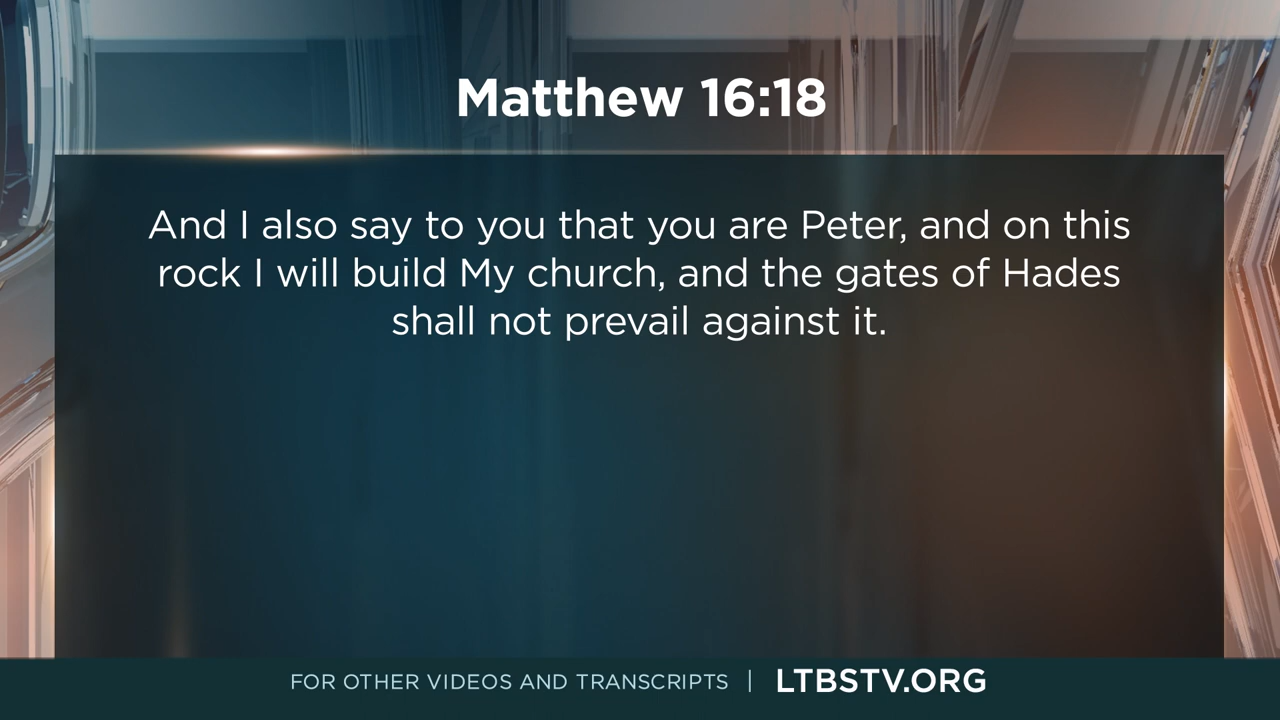 Matthew 16:18
And I also say to you that you are Peter, and on this
rock I will build My church, and the gates of Hades
shall not prevail against it.
FOR OTHER VIDEOS AND TRANSCRIPTS | LTBSTV.ORG